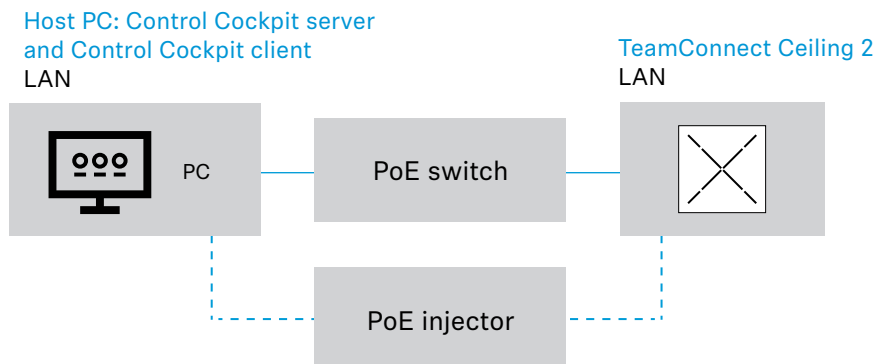 Host PC: Control Cockpit server
and Control Cockpit client
LAN
TeamConnect Ceiling 2
LAN
PC
PoE switch
PoE injector